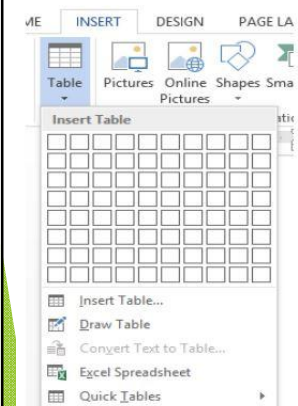 ME INSERT DESIGN PAGE LA
Table Pictures Online Shapes Sma
Pictures
Insert Table
Insert Table...
Draw Table
Convert Text to Table...
Excel Spreadsheet
Quick Tables